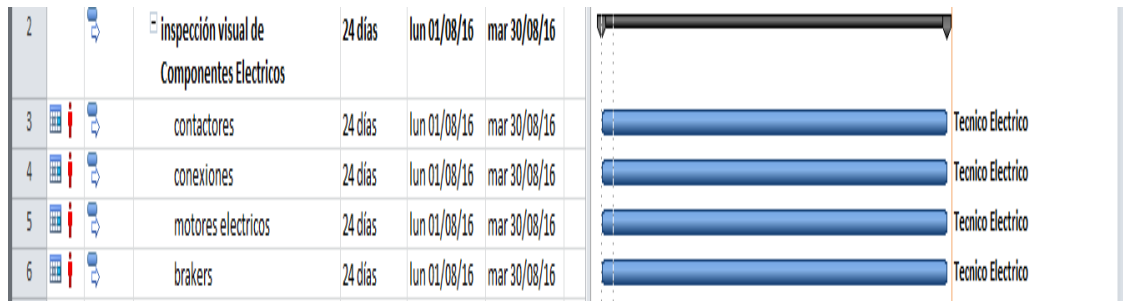 2 inspección visual de 24 días lun 01/08/16 mar 30/08/16
Componentes Electricos
3 contactores 24 días lun 01/08/16 mar 30/08/16 Tecnico Electrico
4 conexiones 24 días lun 01/08/16 mar 30/08/16 Tecnico Electrico
5 motores electricos 24 días lun 01/08/16 mar 30/08/16 Tecnico Electrico
6 brakers 24 días lun 01/08/16 mar 30/08/16 Tecnico Electrico